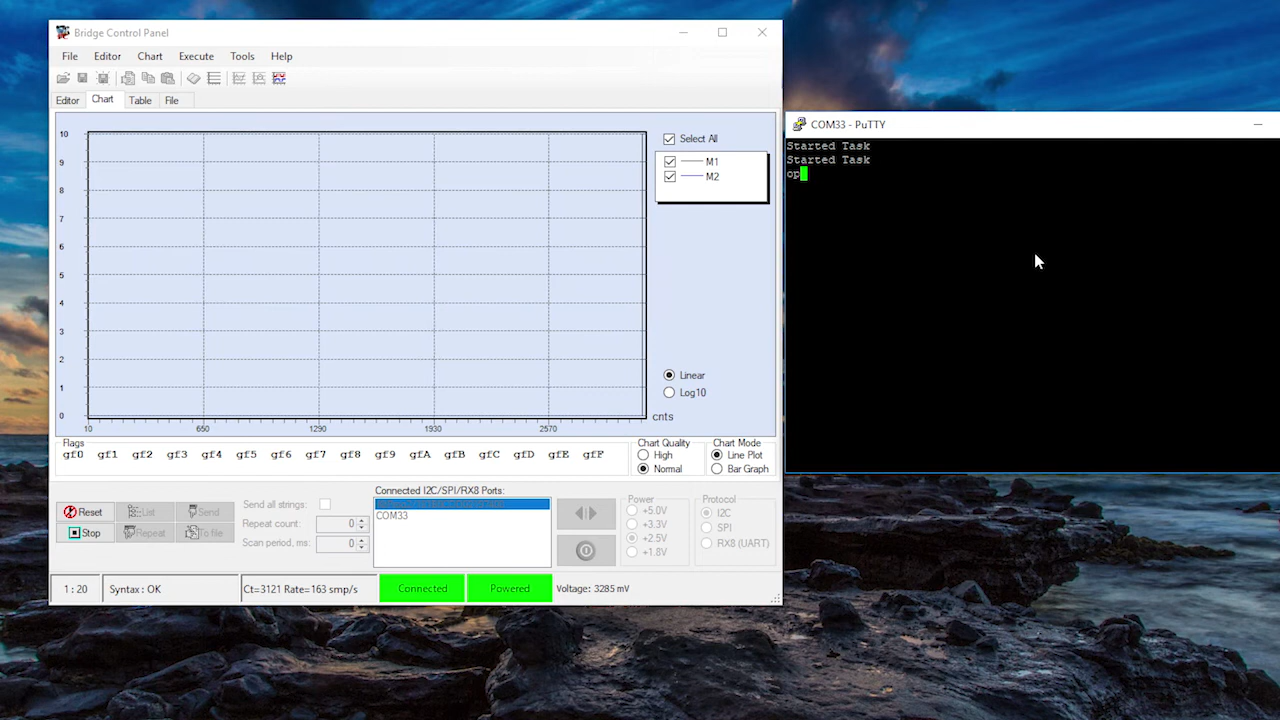 Bridge Control Panel
File Editor Chart Execute Tools Help
Editor Chart Table File
10
9
8
7
6
5
4
3
2
1
0
10 650 1290 1930 2570
cnts
Select All
M1
M2
Linear
Log10
Flags
gf0 gf1 gf2 gf3 gf4 gf5 gf6 gf7 gf8 gf9 gfA gfB gfC gfD gfE gfF
Chart Quality
High
Normal
Chart Mode
Line Plot
Bar Graph
Reset List Send
Stop Repeat To file
Send all strings:
Repeat count: 0
Scan period, ms: 0
Connected I2C/SPI/RX8 Ports:
COM33
Power
+5.0V
+3.3V
+2.5V
+1.8V
Protocol
I2C
SPI
RX8 (UART)
1 : 20 Syntax : OK Ct=3121 Rate=163 smp/s Connected Powered Voltage: 3285 mV
COM33 - PuTTY
Started Task
Started Task
op